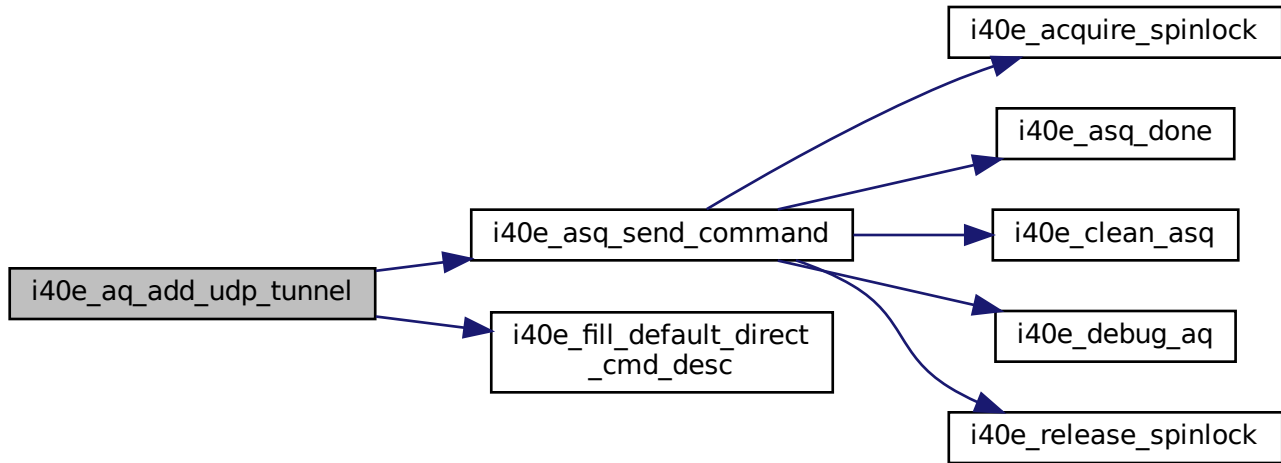 i40e_acquire_spinlock
i40e_asq_done
i40e_asq_send_command
i40e_clean_asq
i40e_aq_add_udp_tunnel
i40e_fill_default_direct
_cmd_desc
i40e_debug_aq
i40e_release_spinlock